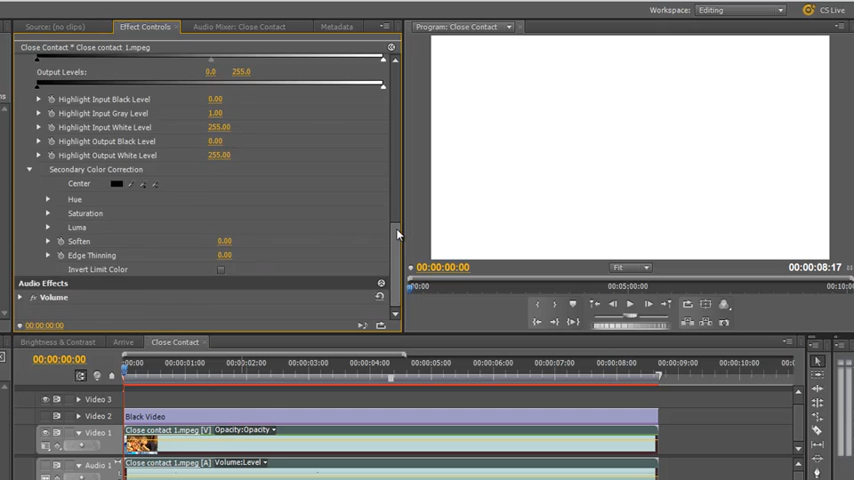 Workspace: Editing CS Live
Source: (no clips) Effect Controls Audio Mixer: Close Contact Metadata
Program: Close Contact
Close Contact * Close contact 1.mpeg
Output Levels: 0.0 255.0
Highlight Input Black Level 0.00
Highlight Input Gray Level 1.00
Highlight Input White Level 255.00
Highlight Output Black Level 0.00
Highlight Output White Level 255.00
Secondary Color Correction
Center
Hue
Saturation
Luma
Soften 0.00
Edge Thinning 0.00
Invert Limit Color
Audio Effects
Volume
00:00:00:00
00:00:00:00 Fit 00:00:08:17
00:00 00:05:00:00 00:10:0
Brightness & Contrast Arrive Close Contact
00:00:00:00
00:00 00:00:01:00 00:00:02:00 00:00:03:00 00:00:04:00 00:00:05:00 00:00:06:00 00:00:07:00 00:00:08:00 00:00:09:00 00:00:10:00
Video 3
Video 2 Black Video
Video 1 Close contact 1.mpeg [V] Opacity:Opacity
Audio 1 Close contact 1.mpeg [A] Volume:Level